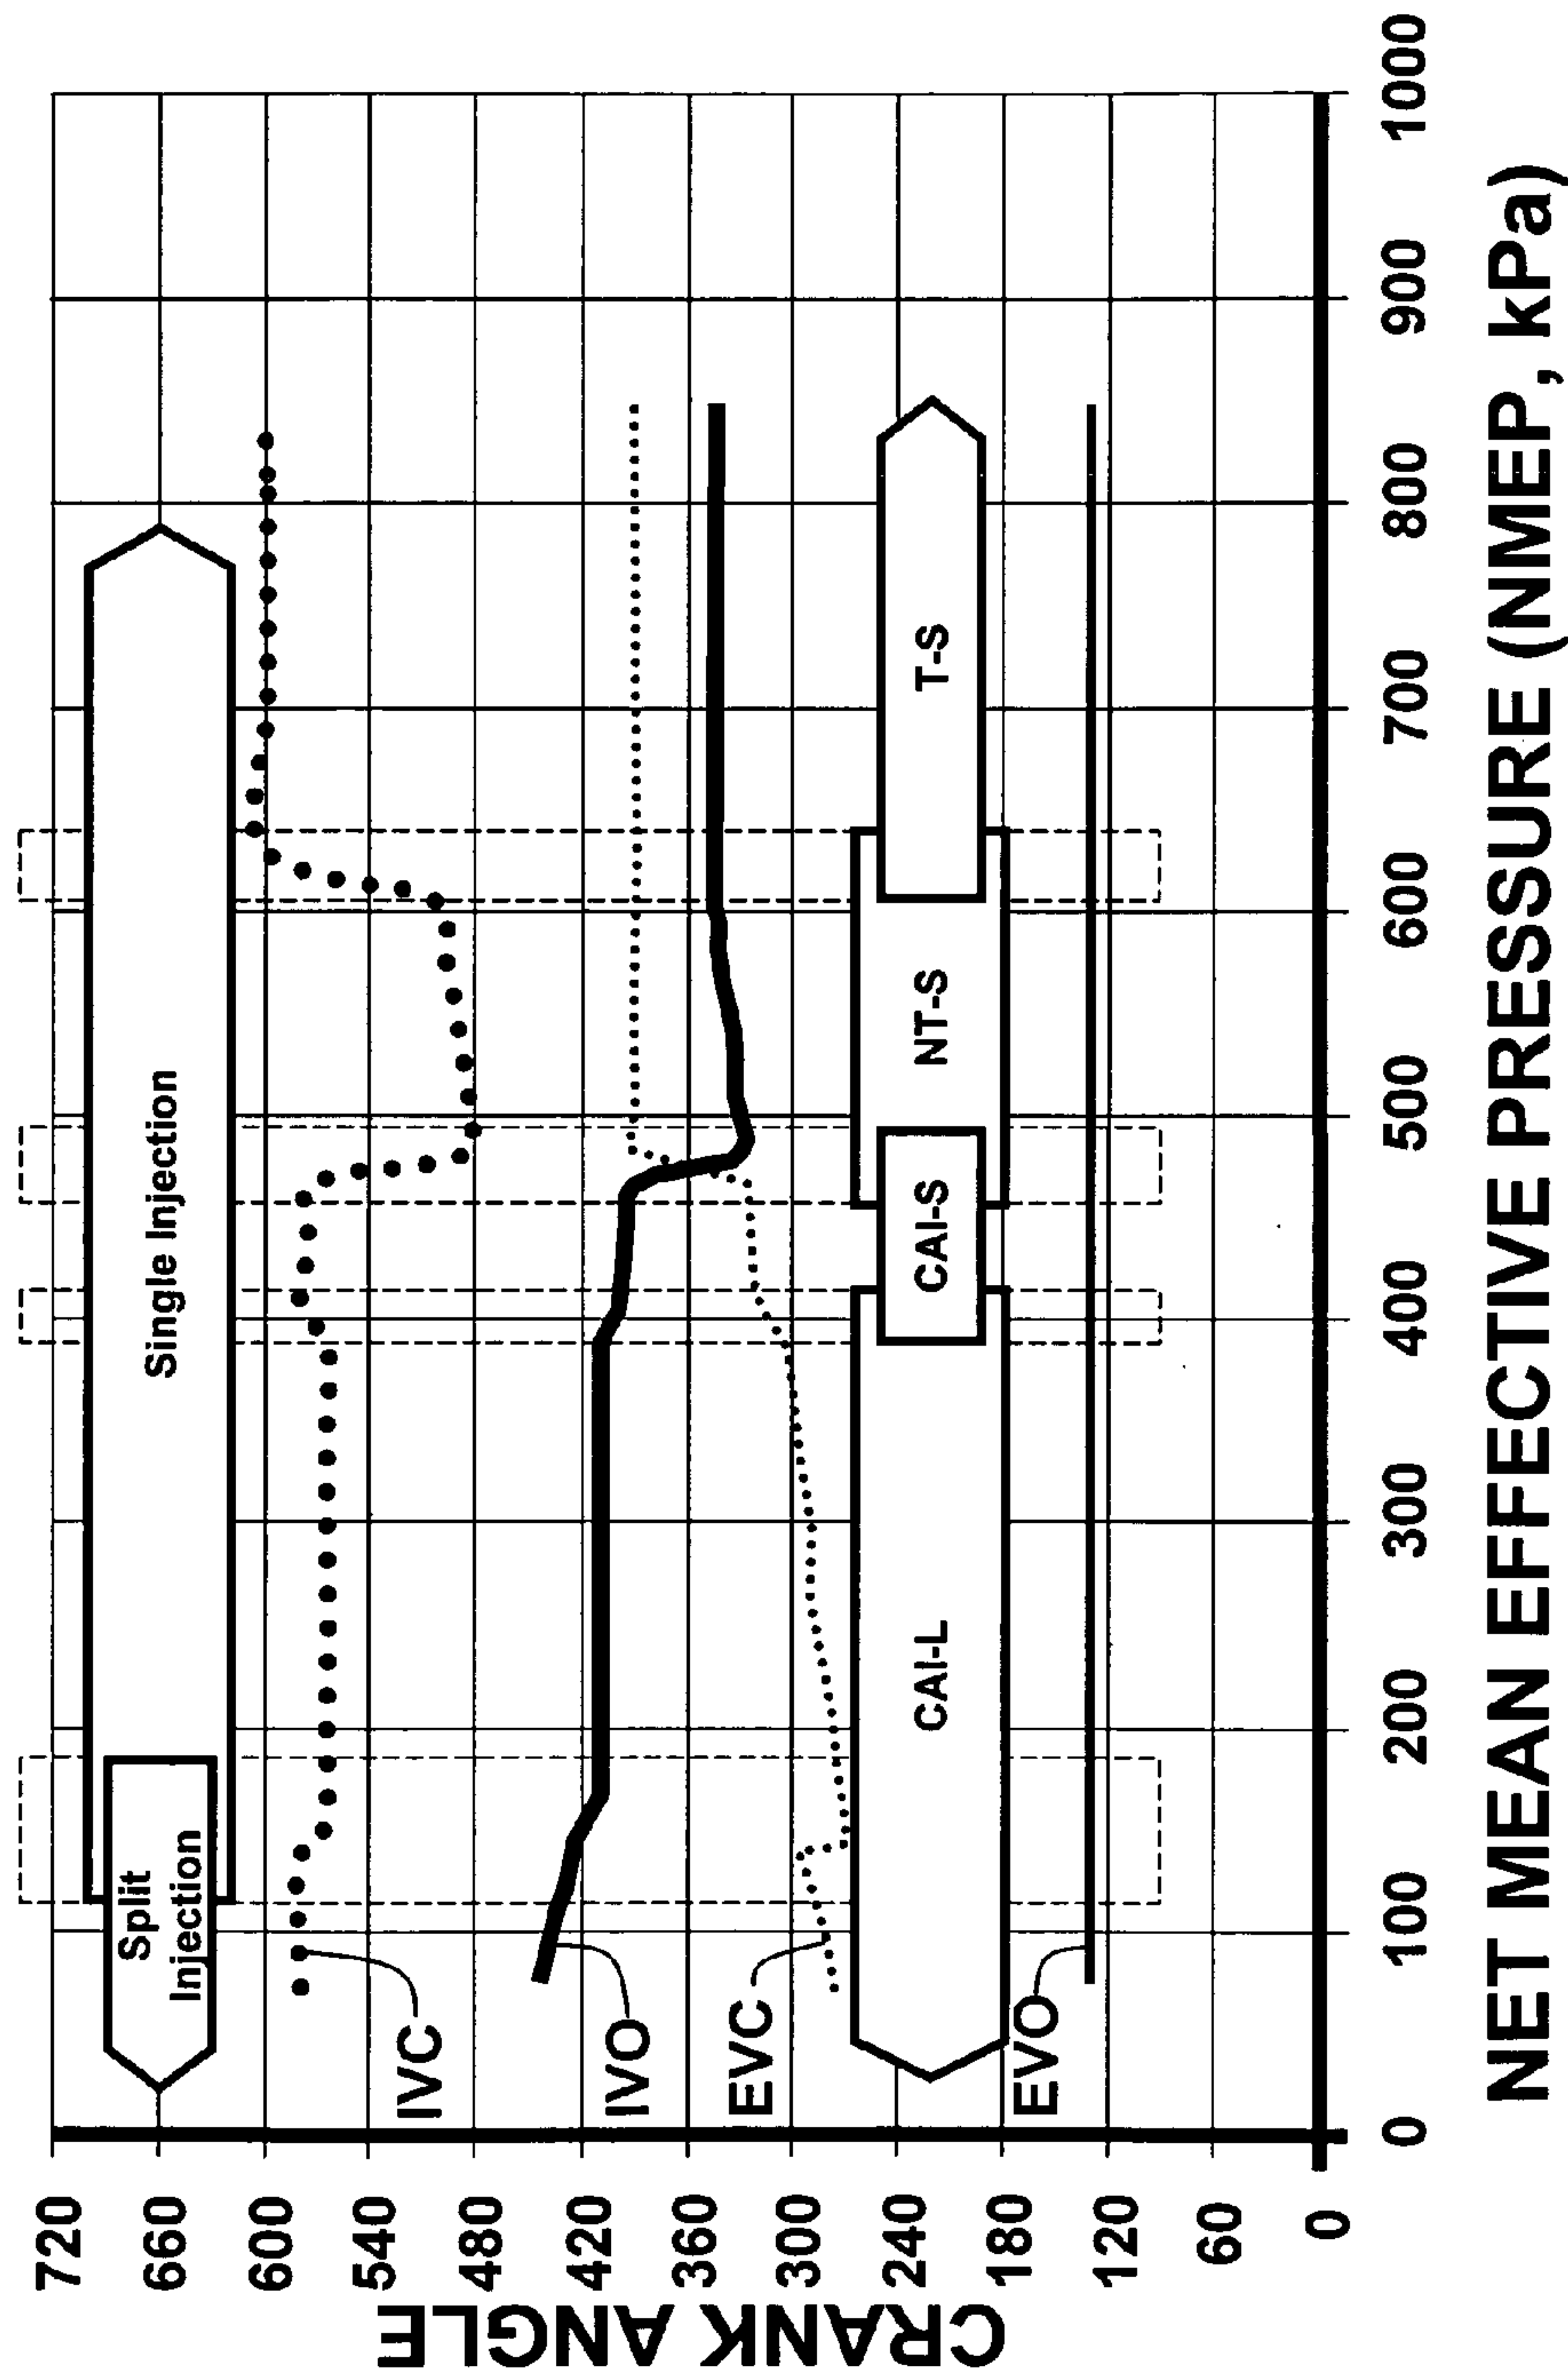 CRANK ANGLE
720
660
600
540
480
420
360
300
240
180
120
60
0
Split
Injection
Single Injection
IVC
IVO
EVC
EVO
CAI-L
CAI-S
NT-S
T-S
0
100
200
300
400
500
600
700
800
900
1000
NET MEAN EFFECTIVE PRESSURE (NMEP, kPa)